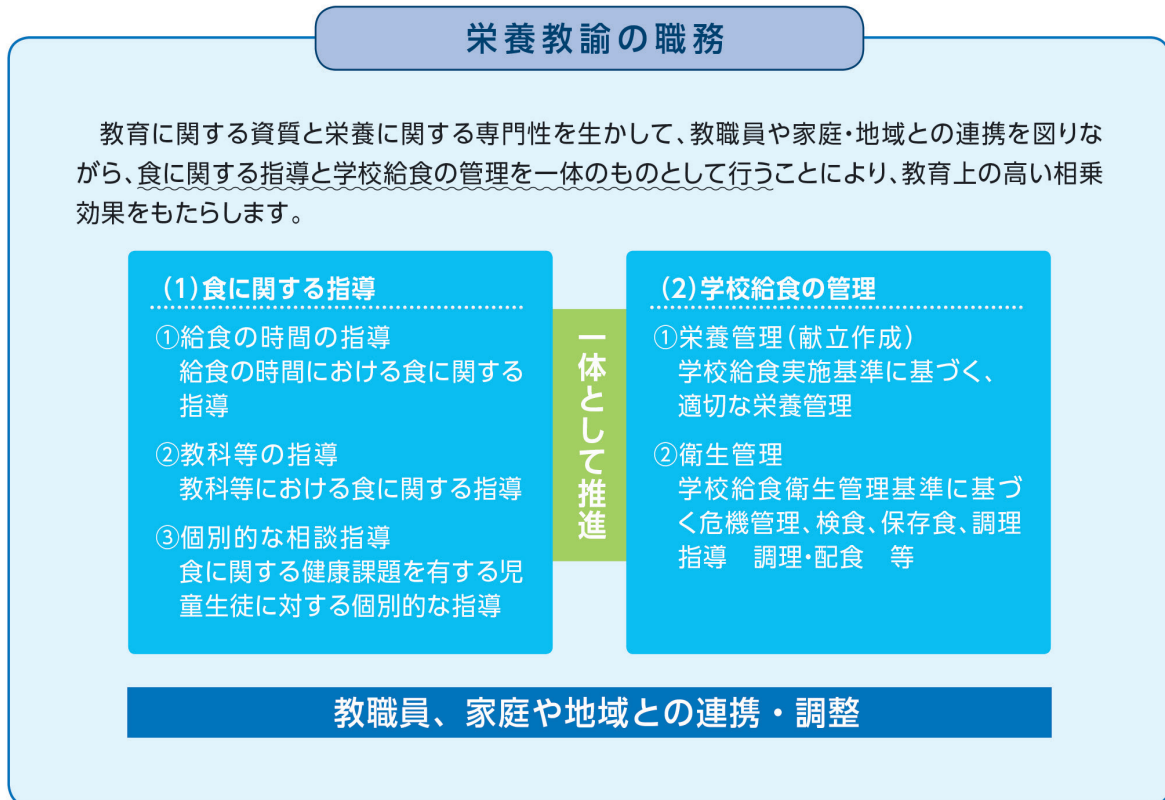 栄養教諭の職務
教育に関する資質と栄養に関する専門性を生かして、教職員や家庭・地域との連携を図りな
がら、食に関する指導と学校給食の管理を一体のものとして行うことにより、教育上の高い相乗
効果をもたらします。
(1)食に関する指導
①給食の時間の指導
給食の時間における食に関する
指導
②教科等の指導
教科等における食に関する指導
③個別的な相談指導
食に関する健康課題を有する児
童生徒に対する個別的な指導
一体として推進
(2)学校給食の管理
①栄養管理(献立作成)
学校給食実施基準に基づく、
適切な栄養管理
②衛生管理
学校給食衛生管理基準に基づ
く危機管理、検食、保存食、調理
指導　調理・配食　等
教職員、家庭や地域との連携・調整